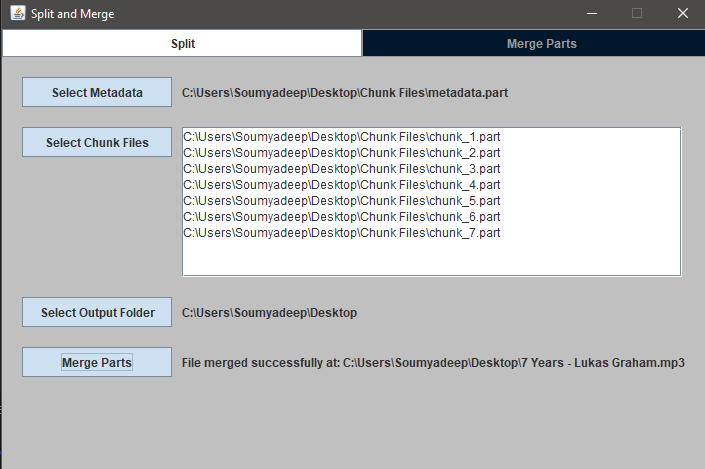 Split and Merge
Split
Merge Parts
Select Metadata
C:\Users\Soumyadeep\Desktop\Chunk Files\metadata.part
Select Chunk Files
C:\Users\Soumyadeep\Desktop\Chunk Files\chunk_1.part
C:\Users\Soumyadeep\Desktop\Chunk Files\chunk_2.part
C:\Users\Soumyadeep\Desktop\Chunk Files\chunk_3.part
C:\Users\Soumyadeep\Desktop\Chunk Files\chunk_4.part
C:\Users\Soumyadeep\Desktop\Chunk Files\chunk_5.part
C:\Users\Soumyadeep\Desktop\Chunk Files\chunk_6.part
C:\Users\Soumyadeep\Desktop\Chunk Files\chunk_7.part
Select Output Folder
C:\Users\Soumyadeep\Desktop
Merge Parts
File merged successfully at: C:\Users\Soumyadeep\Desktop\7 Years - Lukas Graham.mp3